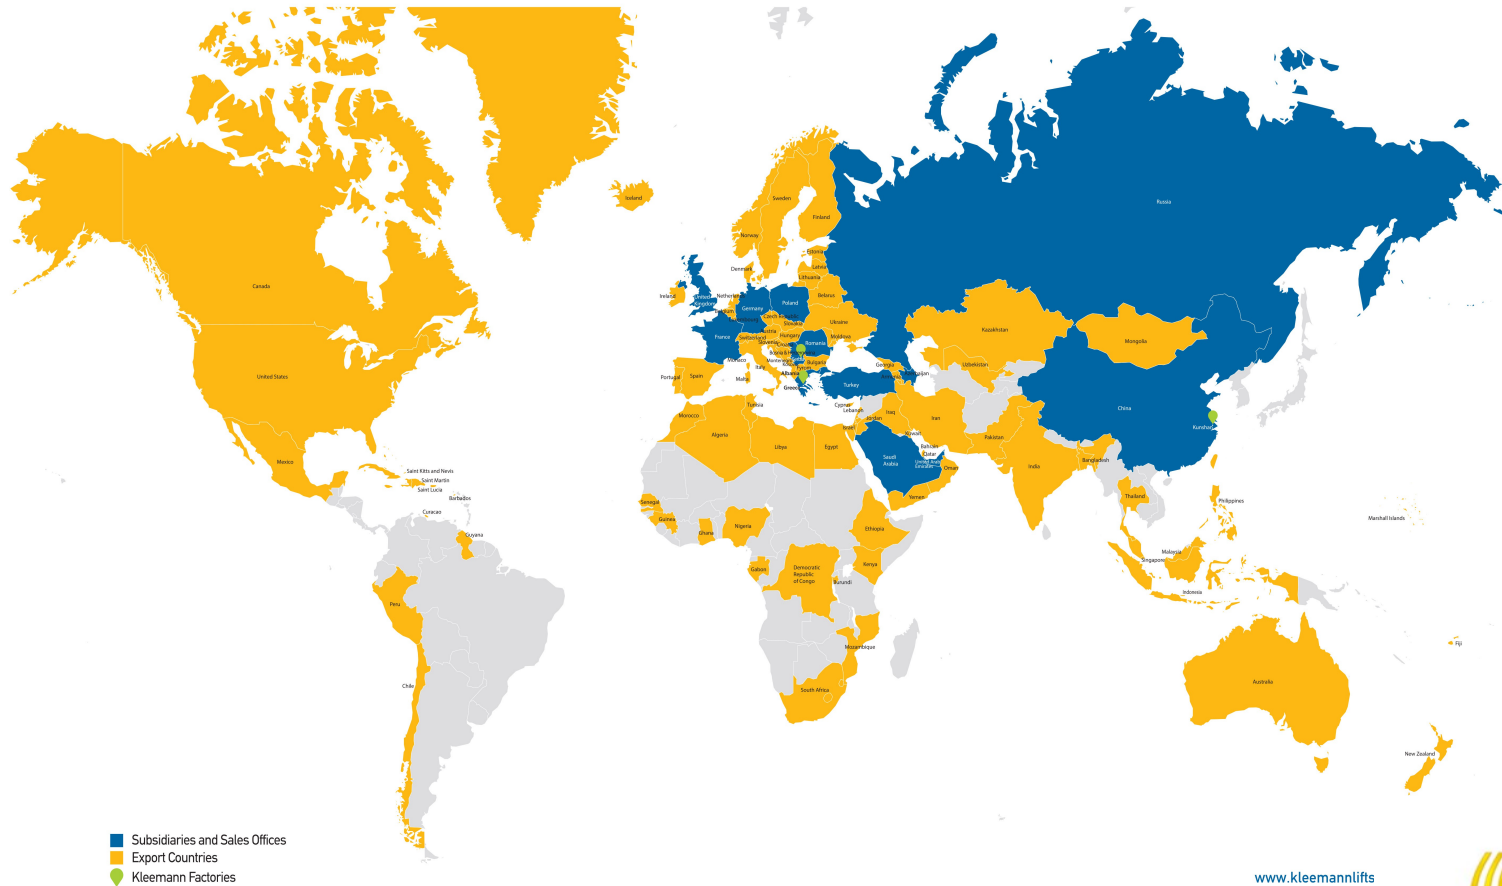 Iceland
Sweden
Finland
Norway
Russia
Estonia
Latvia
Denmark
Lithuania
Canada
Ireland
United
Kingdom
Netherlands
Belarus
Poland
Germany
Belgium
Czech Republic
Slovakia
Ukraine
Kazakhstan
Austria
France
Switzerland
Hungary
Moldova
Slovenia
Romania
Mongolia
Monaco
Montenegro
Bulgaria
Georgia
Uzbekistan
Italy
Fyrom
Albania
United States
Portugal
Spain
Malta
Greece
Turkey
Tunisia
Cyprus
Lebanon
China
Morocco
Iraq
Iran
Jordan
Israel
Kunshan
Algaria
Libya
Egypt
Kuwait
Pakistan
Bahrain
Qatar
Saudi
Arabia
United Arab
Emirates
Oman
India
Bangladesh
Mexico
Saint Kitts and Nevis
Saint Martin
Saint Lucia
Barbados
Curacao
Yemen
Thailand
Philippines
Senegal
Guinea
Ghana
Nigeria
Ethiopia
Marshall Islands
Guyana
Malaysia
Singapore
Gabon
Democratic
Republic
of Congo
Kenya
Burundi
Indonesia
Peru
Mozambique
Fiji
Chile
South Africa
Australia
New Zealand
Subsidiaries and Sales Offices
Export Countries
Kleemann Factories
www.kleemannlifts